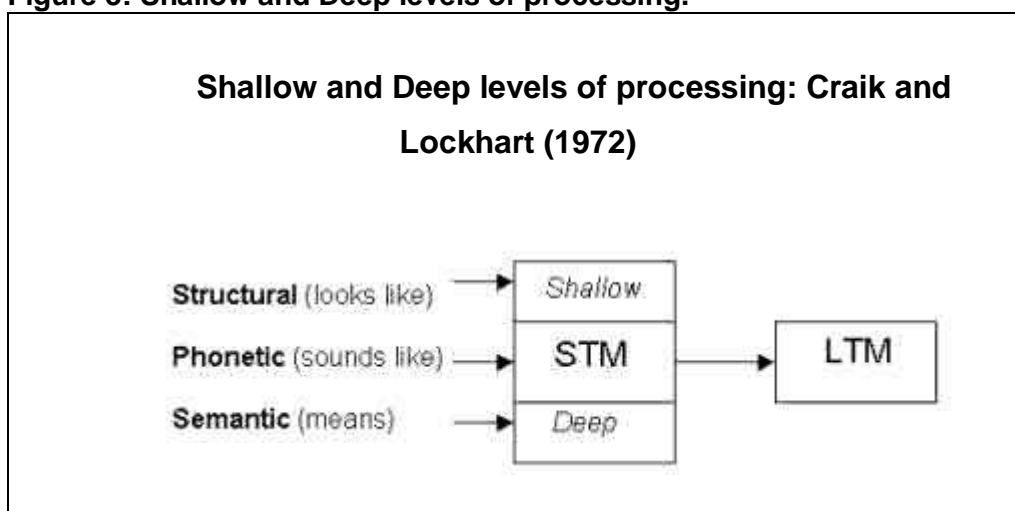 Figure 3: Shallow and Deep levels of processing.
Shallow and Deep levels of processing: Craik and
Lockhart (1972)
Structural (looks like)
Shallow
Phonetic (sounds like)
STM
LTM
Semantic (means)
Deep